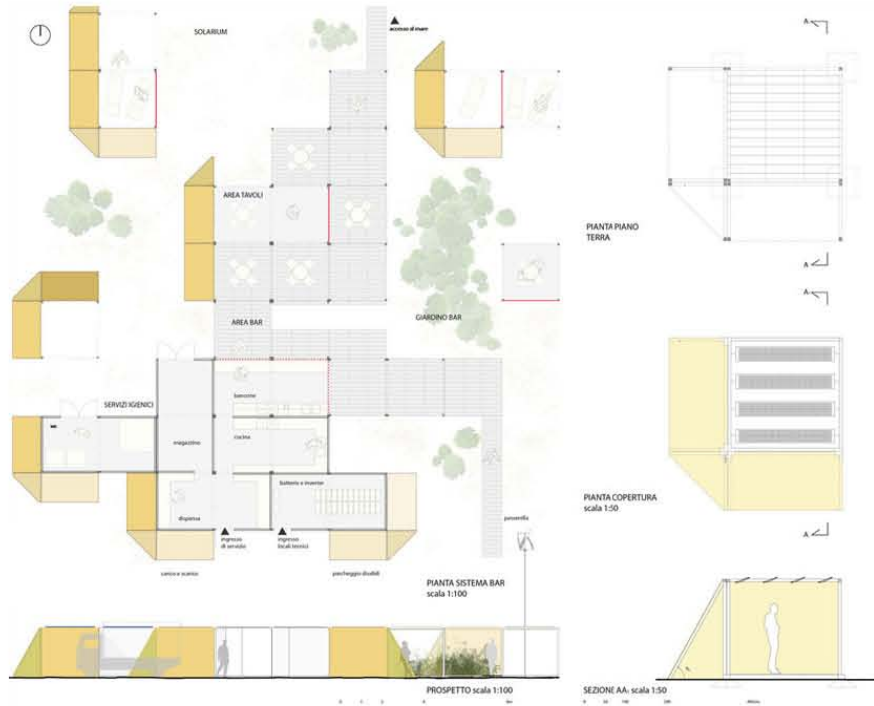 SOLARIUM
accesso al mare
A
AREA TAVOLI
PIANTA PIANO
TERRA
A
A
AREA BAR
GIARDINO BAR
bancone
SERVIZI IGIENICI
cucina
magazzino
batterie e inverter
dispensa
PIANTA COPERTURA
scala 1:50
ingresso
di servizio
ingresso
locali tecnici
passerella
A
carico e scarico
parcheggio disabili
PIANTA SISTEMA BAR
scala 1:100
PROSPETTO scala 1:100
SEZIONE AA, scala 1:50